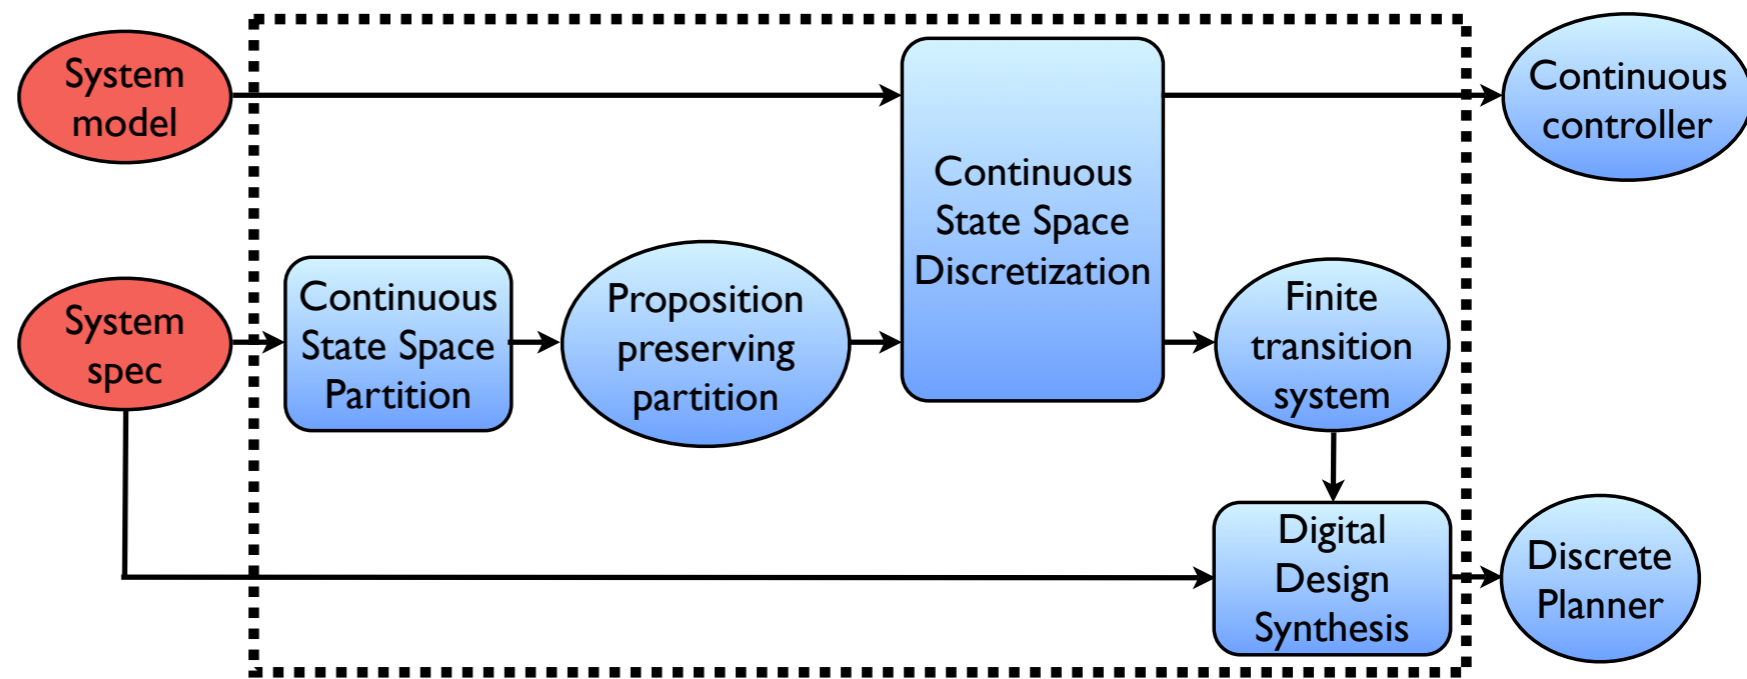 System
model
Continuous
State Space
Discretization
Continuous
controller
System
spec
Continuous
State Space
Partition
Proposition
preserving
partition
Finite
transition
system
Digital
Design
Synthesis
Discrete
Planner